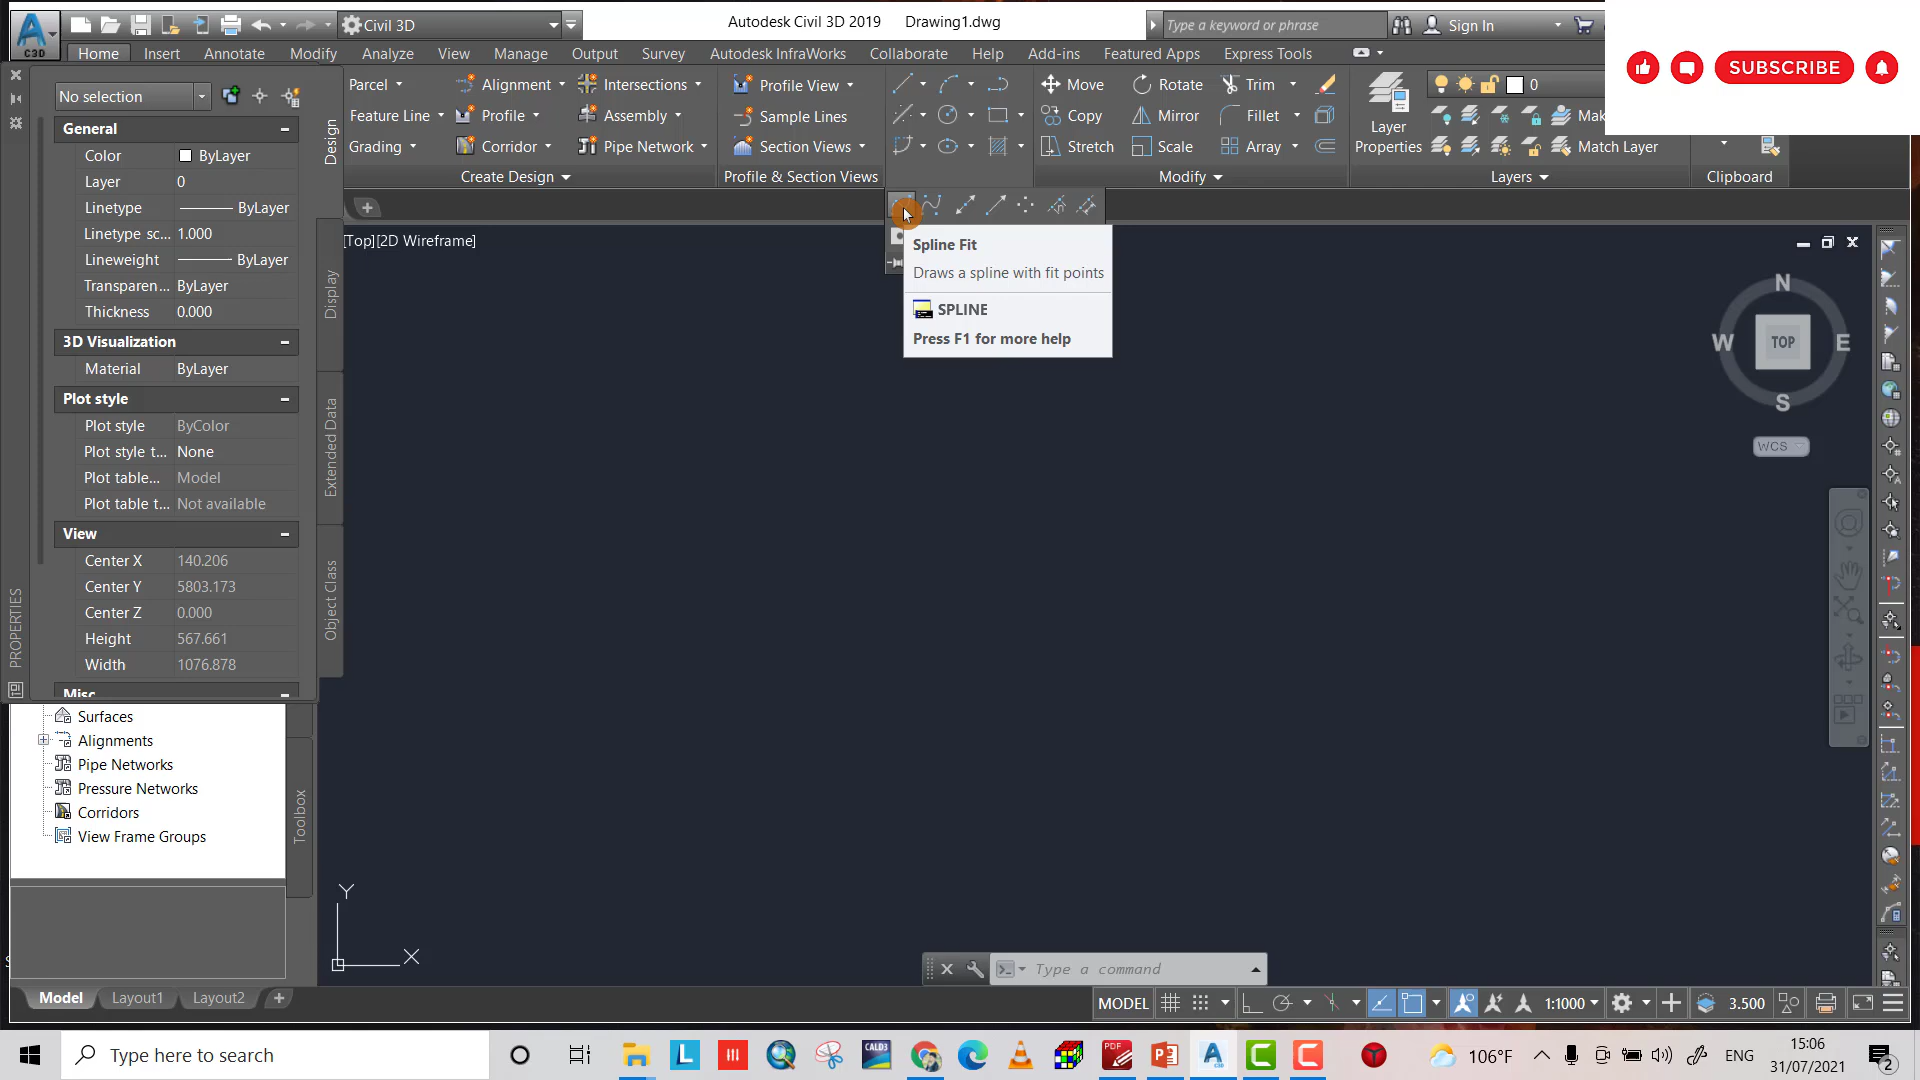 C3D
Civil 3D
Autodesk Civil 3D 2019 Drawing1.dwg
Type a keyword or phrase
Sign In
SUBSCRIBE
Home Insert Annotate Modify Analyze View Manage Output Survey Autodesk InfraWorks Collaborate Help Add-ins Featured Apps Express Tools
No selection
Parcel Alignment Intersections Profile View Move Rotate Trim 0
Feature Line Profile Assembly Sample Lines Copy Mirror Fillet
Grading Corridor Pipe Network Section Views Stretch Scale Array Match Layer
Layer
Properties
Create Design Profile & Section Views Modify Layers Clipboard
General
Color ByLayer
Layer 0
Linetype ByLayer
Linetype sc... 1.000
Lineweight ByLayer
Transparen... ByLayer
Thickness 0.000
3D Visualization
Material ByLayer
Plot style
Plot style ByColor
Plot style t... None
Plot table... Model
Plot table t... Not available
View
Center X 140.206
Center Y 5803.173
Center Z 0.000
Height 567.661
Width 1076.878
Misc
PROPERTIES
Design
Display
Extended Data
Object Class
[Top][2D Wireframe]
Spline Fit
Draws a spline with fit points
SPLINE
Press F1 for more help
N
W TOP E
S
WCS
Surfaces
Alignments
Pipe Networks
Pressure Networks
Corridors
View Frame Groups
Toolbox
Y
X
Type a command
Model Layout1 Layout2
MODEL 1:1000 3.500
Type here to search
L
CALD3
PDF
106°F
ENG
15:06
31/07/2021
2